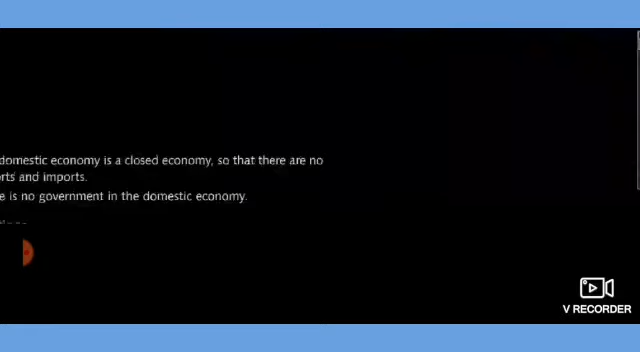 domestic economy is a closed economy, so that there are no
rts and imports.
e is no government in the domestic economy.
V RECORDER